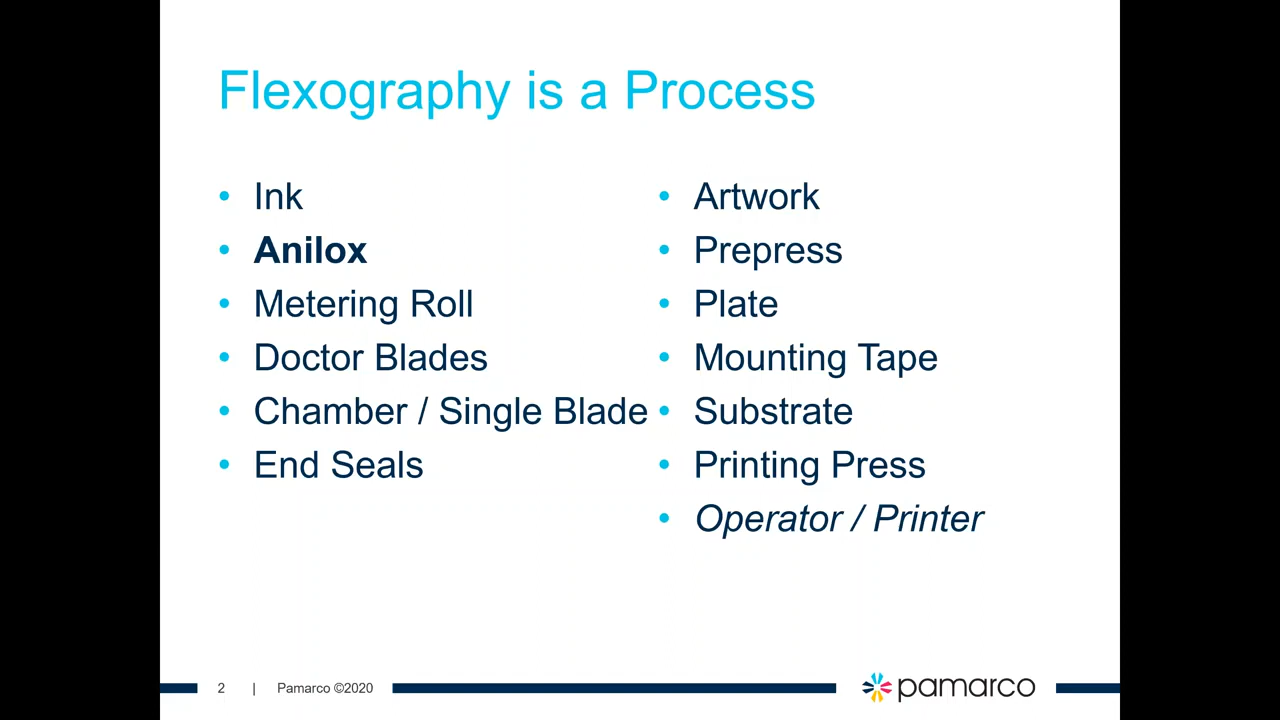 Flexography is a Process
• Ink
• Anilox
• Metering Roll
• Doctor Blades
• Chamber / Single Blade
• End Seals
• Artwork
• Prepress
• Plate
• Mounting Tape
• Substrate
• Printing Press
• Operator / Printer
2 | Pamarco ©2020
pamarco